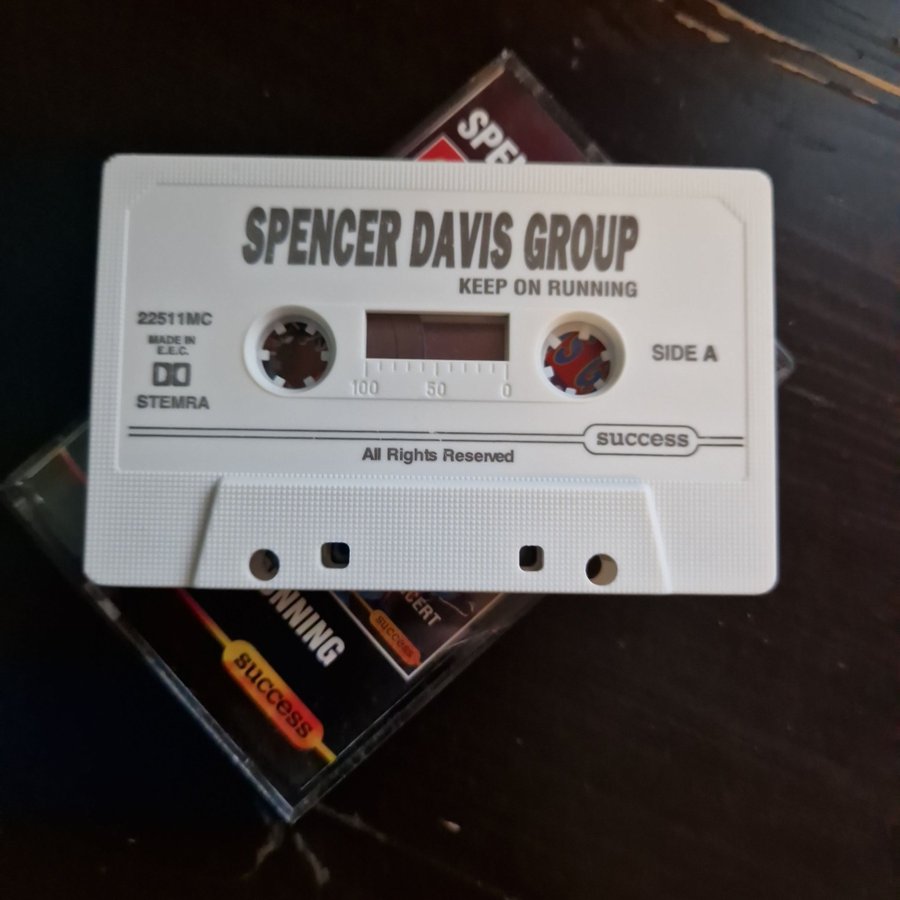 SPENCER DAVIS GROUP
KEEP ON RUNNING
22511MC
MADE IN
E.E.C.
STEMRA
SIDE A
100 50 0
success
All Rights Reserved
success
success